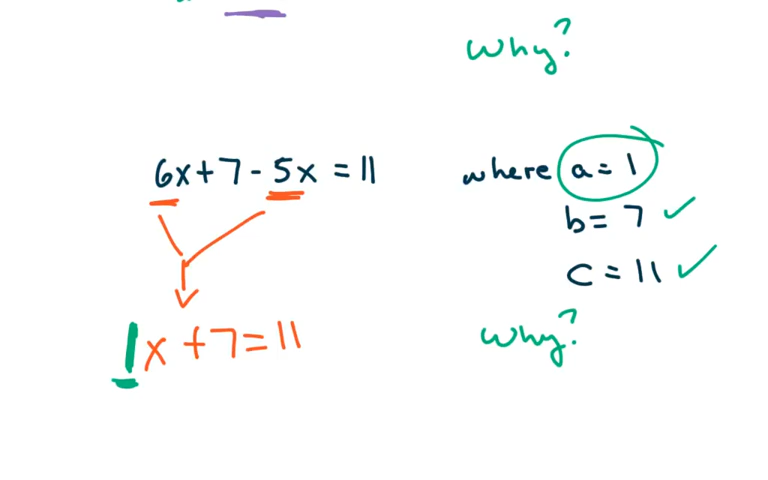 why?
6x+7-5x=11
where a=1
b=7 ✓
c=11 ✓
1x+7=11
why?